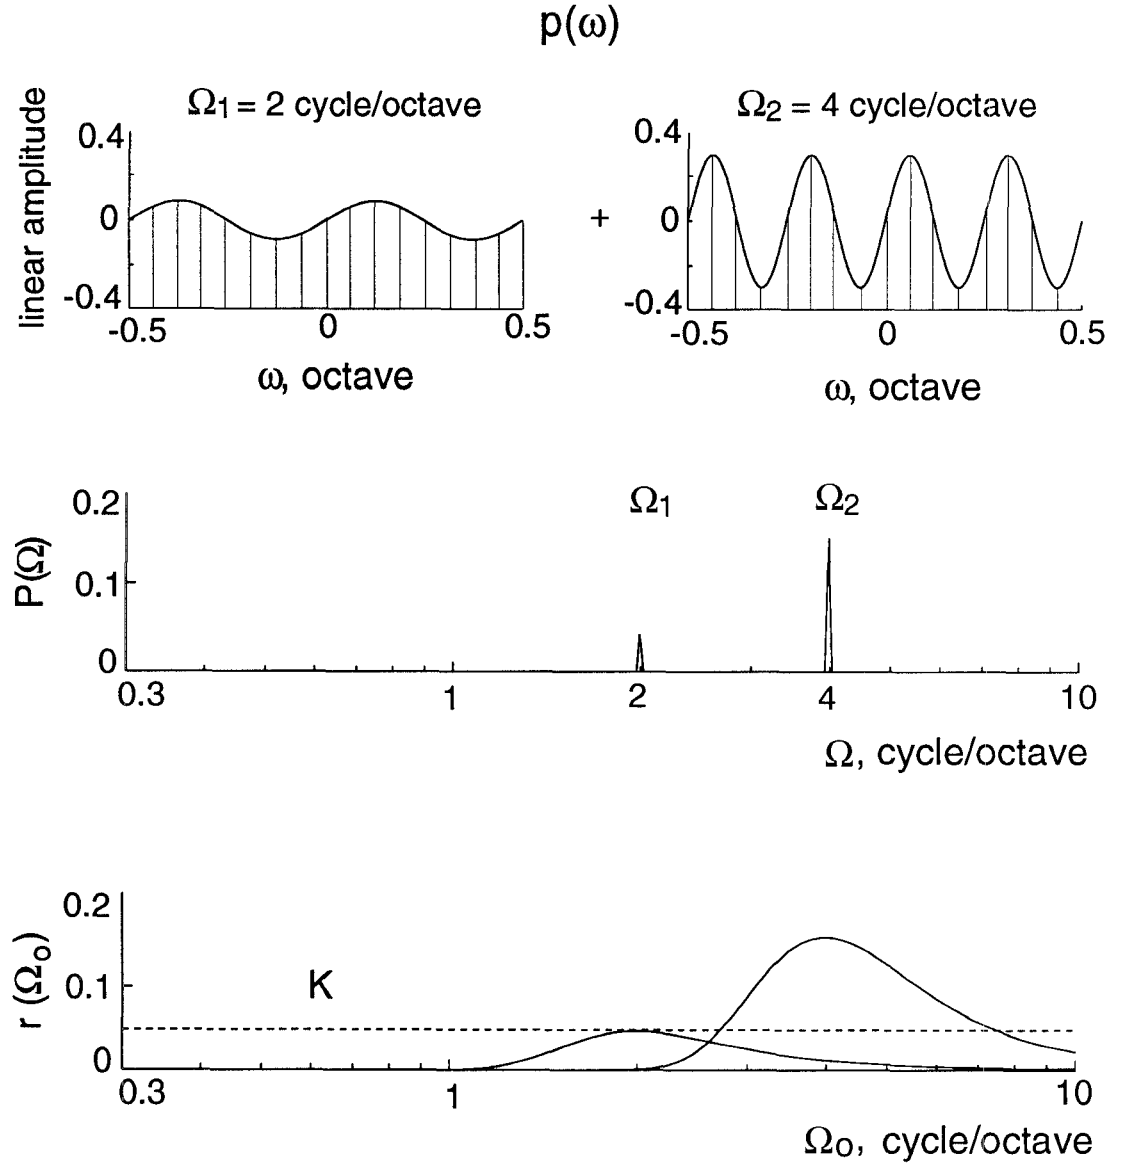 p(ω)
Ω1 = 2 cycle/octave
Ω2 = 4 cycle/octave
linear amplitude
0.4
0
-0.4
-0.5
0
0.5
ω, octave
+
0.4
0
-0.4
-0.5
0
0.5
ω, octave
P(Ω)
0.2
0.1
0
Ω1
Ω2
0.3
1
2
4
10
Ω, cycle/octave
r (Ωo)
0.2
0.1
0
K
0.3
1
10
Ωo, cycle/octave